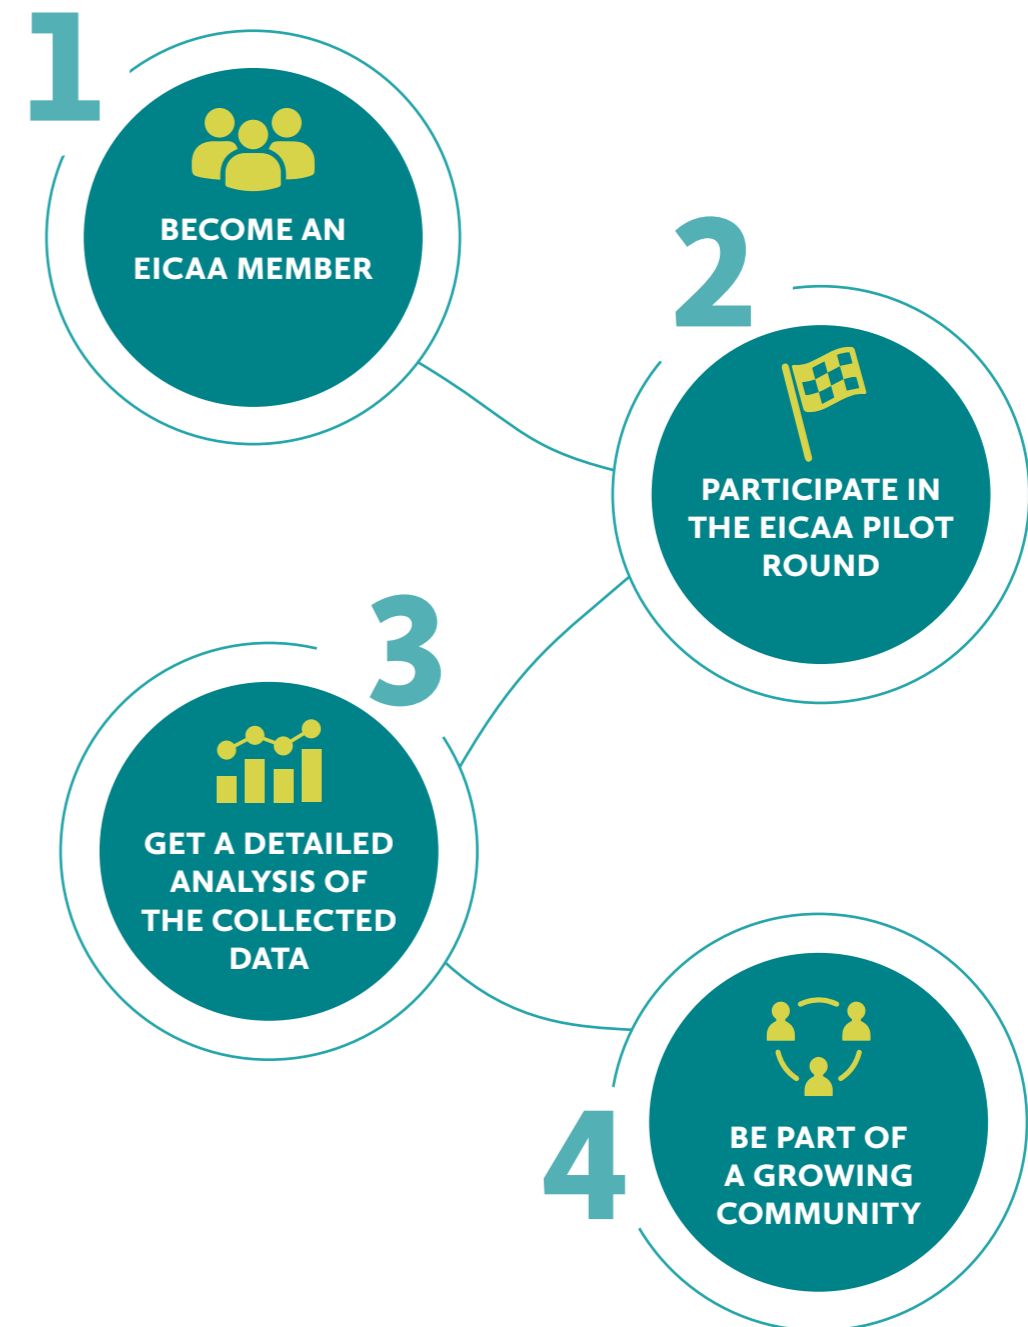 1
BECOME AN
EICAA MEMBER
2
PARTICIPATE IN
THE EICAA PILOT
ROUND
3
GET A DETAILED
ANALYSIS OF
THE COLLECTED
DATA
4
BE PART OF
A GROWING
COMMUNITY